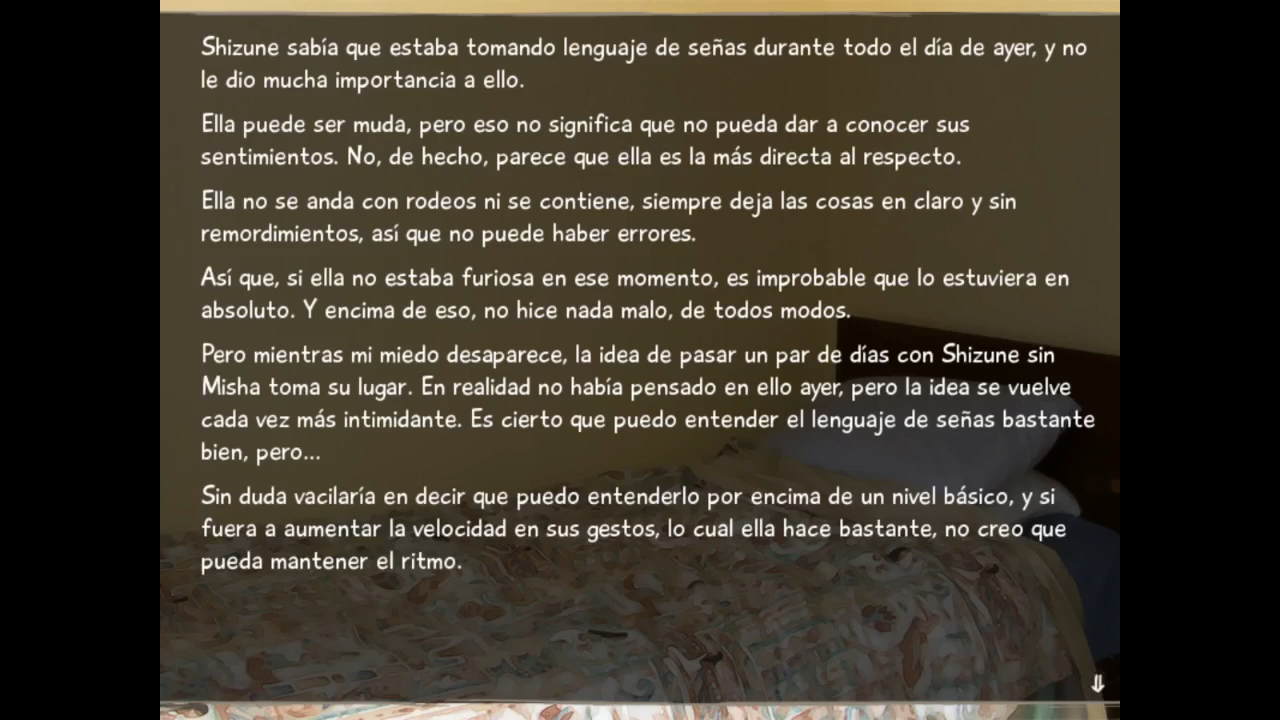 Shizune sabía que estaba tomando lenguaje de señas durante todo el día de ayer, y no
le dio mucha importancia a ello.
Ella puede ser muda, pero eso no significa que no pueda dar a conocer sus
sentimientos. No, de hecho, parece que ella es la más directa al respecto.
Ella no se anda con rodeos ni se contiene, siempre deja las cosas en claro y sin
remordimientos, así que no puede haber errores.
Así que, si ella no estaba furiosa en ese momento, es improbable que lo estuviera en
absoluto. Y encima de eso, no hice nada malo, de todos modos.
Pero mientras mi miedo desaparece, la idea de pasar un par de días con Shizune sin
Misha toma su lugar. En realidad no había pensado en ello ayer, pero la idea se vuelve
cada vez más intimidante. Es cierto que puedo entender el lenguaje de señas bastante
bien, pero...
Sin duda vacilaría en decir que puedo entenderlo por encima de un nivel básico, y si
fuera a aumentar la velocidad en sus gestos, lo cual ella hace bastante, no creo que
pueda mantener el ritmo.